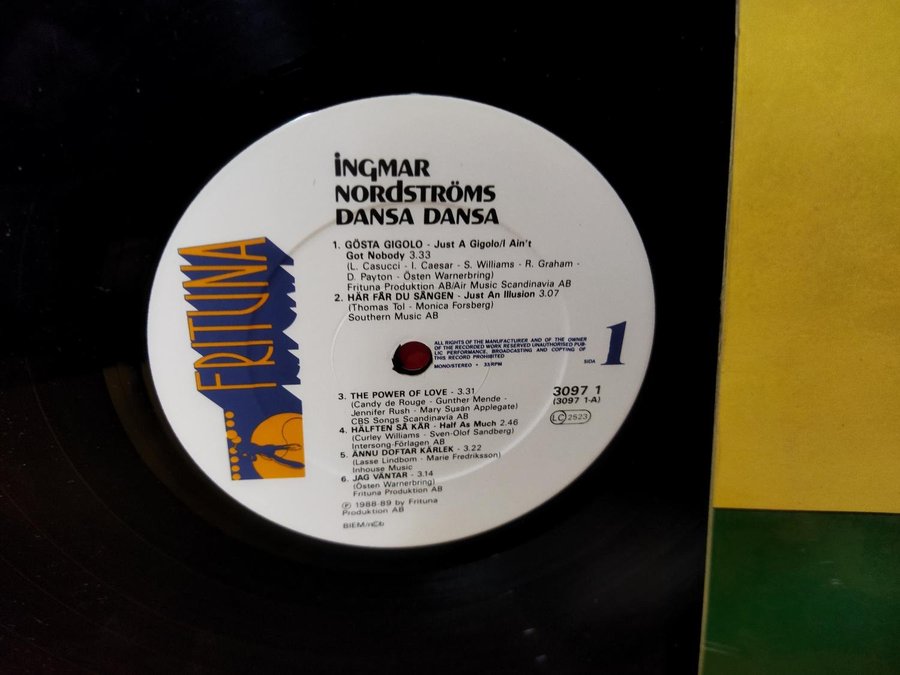 iNGMAR
NORdSTRÖMS
DANSA DANSA
FRITUNA
1. GÖSTA GIGOLO - Just A Gigolo/I Ain't
Got Nobody 3.33
(L. Casucci - I. Caesar - S. Williams - R. Graham -
D. Payton - Östen Warnerbring)
Frituna Produktion AB/Air Music Scandinavia AB
2. HÄR FÅR DU SÅNGEN - Just An Illusion 3.07
(Thomas Tol - Monica Forsberg)
Southern Music AB
ALL RIGHTS OF THE MANUFACTURER AND OF THE OWNER
OF THE RECORDED WORK RESERVED UNAUTHORISED PUB-
LIC PERFORMANCE, BROADCASTING AND COPYING OF
THIS RECORD PROHIBITED
MONO/STEREO • 33/RPM
SIDA 1
3. THE POWER OF LOVE - 3.31
(Candy de Rouge - Gunther Mende -
Jennifer Rush - Mary Susan Applegate)
CBS Songs Scandinavia AB
3097 1
(3097 1-A)
LC 2523
4. HÄLFTEN SÅ KÄR - Half As Much 2.46
(Curley Williams - Sven-Olof Sandberg)
Intersong-Förlagen AB
5. ÄNNU DOFTAR KÄRLEK - 3.22
(Lasse Lindbom - Marie Fredriksson)
Inhouse Music
6. JAG VÄNTAR - 3.14
(Östen Warnerbring)
Frituna Produktion AB
Ⓟ 1988-89 by Frituna
Produktion AB
BIEM/ncb